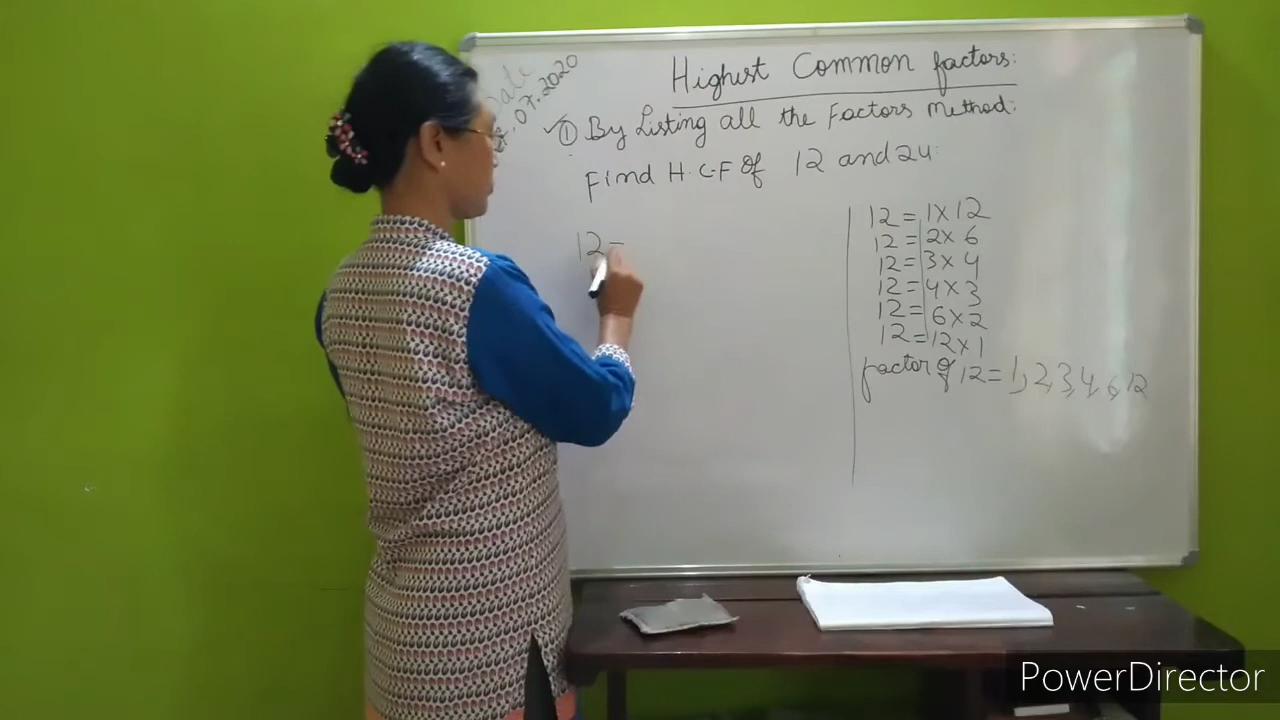 Highest Common factors:
Date
.07.2020
① By Listing all the Factors Method:
Find H.C.F of 12 and 24:
12 =
12 = 1 x 12
12 = 2 x 6
12 = 3 x 4
12 = 4 x 3
12 = 6 x 2
12 = 12 x 1
factor of 12 = 1, 2, 3, 4, 6, 12
PowerDirector